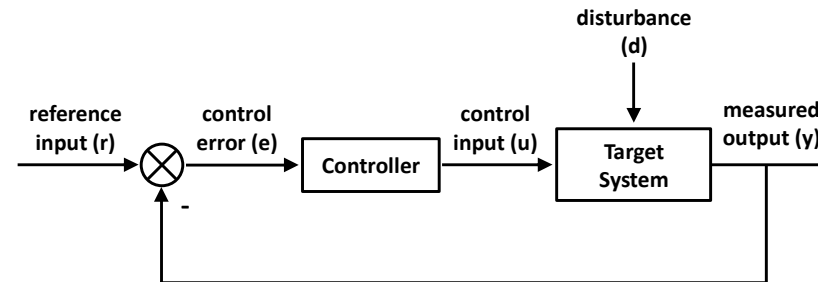 disturbance
(d)
reference
input (r)
control
error (e)
Controller
control
input (u)
Target
System
measured
output (y)
-